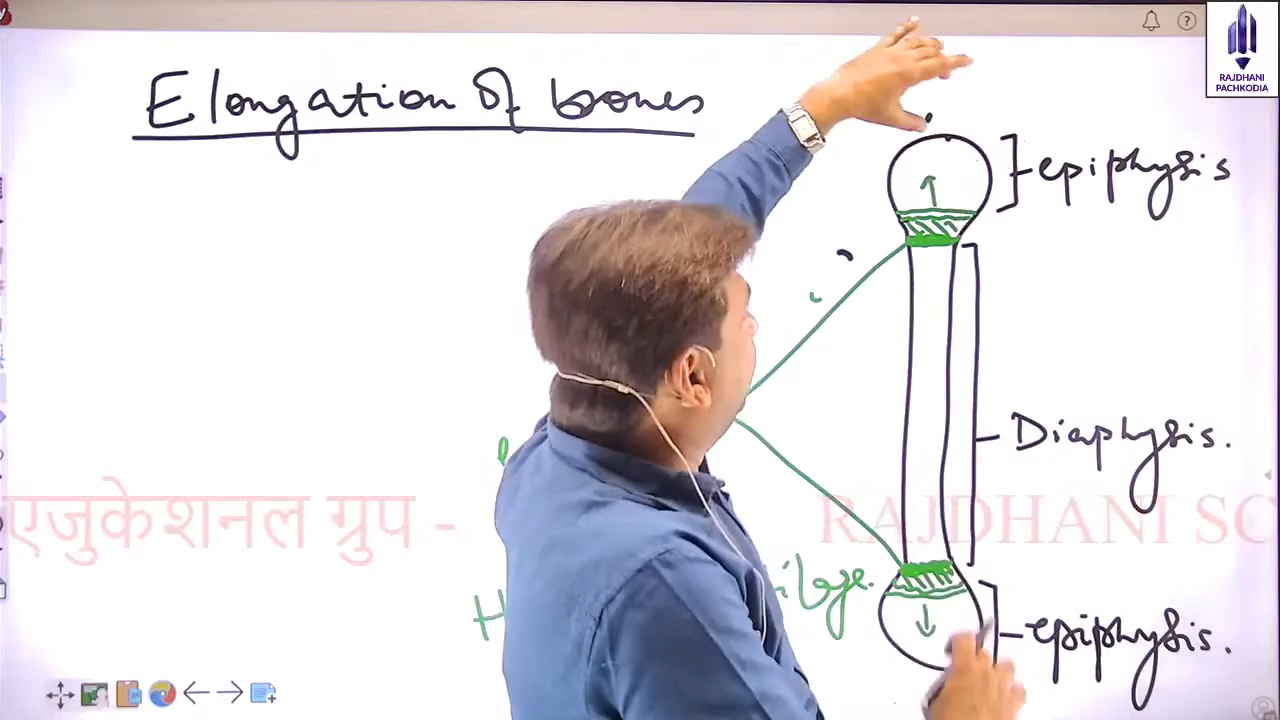 RAJDHANI
PACHKODIA
Elongation Of bones
epiphysis
Diaphysis.
एजुकेशनल ग्रुप - RAJDHANI SC
epiphysis.